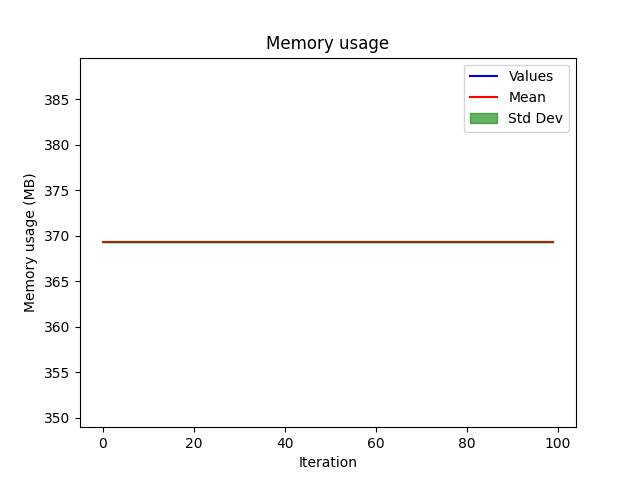 Memory usage
Values
Mean
Std Dev
Memory usage (MB)
385
380
375
370
365
360
355
350
0 20 40 60 80 100
Iteration